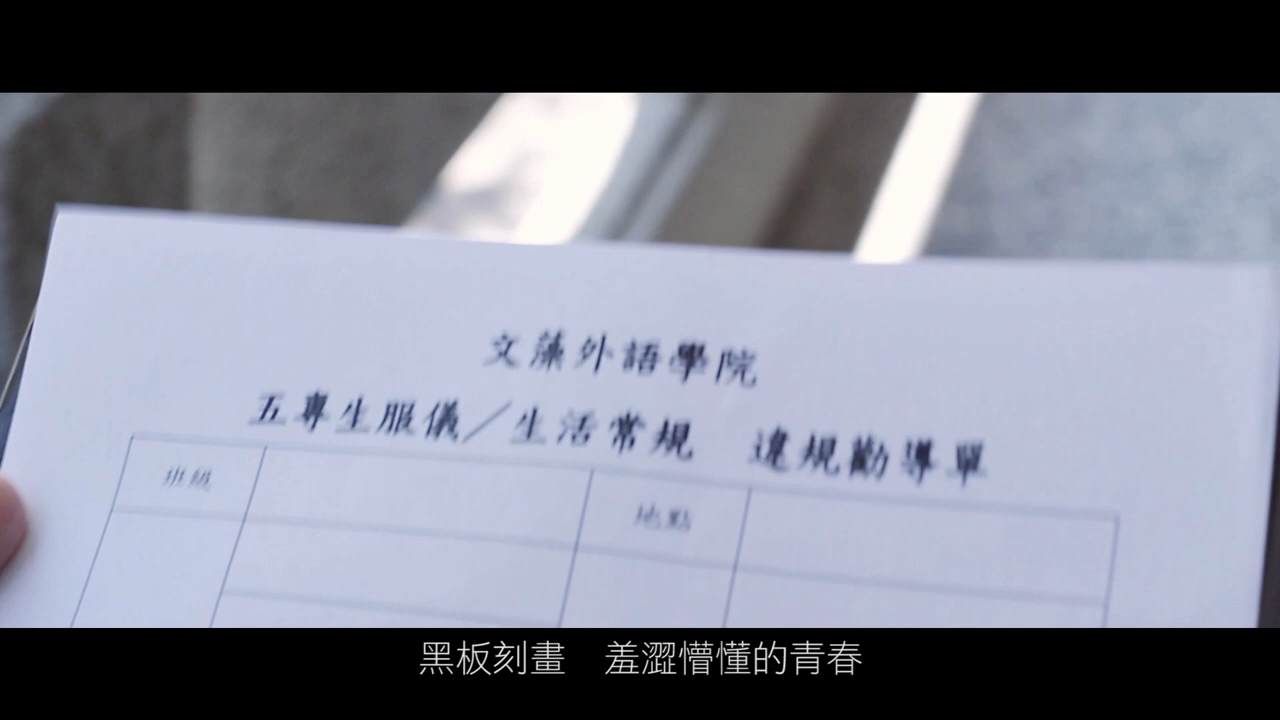 文藻外語學院
五專生服儀／生活常規　違規勸導單
班級
地點
黑板刻畫　羞澀懵懂的青春